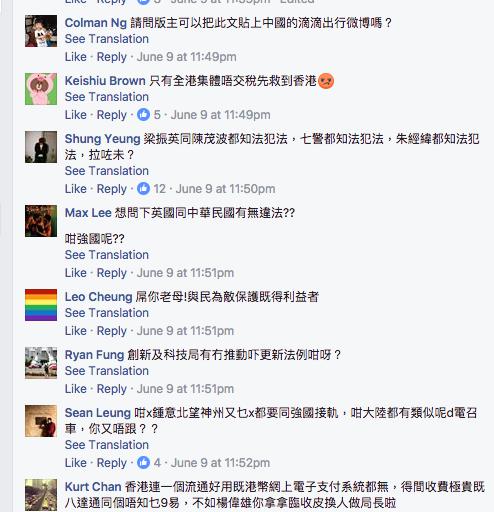 Colman Ng 請問版主可以把此文貼上中國的滴滴出行微博嗎？
See Translation
Like · Reply · June 9 at 11:49pm
Keishiu Brown 只有全港集體唔交稅先救到香港😡
See Translation
Like · Reply · 5 · June 9 at 11:49pm
Shung Yeung 梁振英同陳茂波都知法犯法，七警都知法犯法，朱經緯都知法犯
法，拉咗未？
See Translation
Like · Reply · 12 · June 9 at 11:50pm
Max Lee 想問下英國同中華民國有無違法??
咁強國呢??
See Translation
Like · Reply · June 9 at 11:51pm
Leo Cheung 屌你老母!與民為敵保護既得利益者
See Translation
Like · Reply · June 9 at 11:51pm
Ryan Fung 創新及科技局有冇推動吓更新法例咁呀？
See Translation
Like · Reply · June 9 at 11:51pm
Sean Leung 咁x鍾意北望神州又乜x都要同強國接軌，咁大陸都有類似呢d電召
車，你又唔跟？？
See Translation
Like · Reply · 4 · June 9 at 11:52pm
Kurt Chan 香港連一個流通好用既港幣網上電子支付系統都無，得間收費極貴既
八達通同個唔知乜9易，不如楊偉雄你拿拿臨收皮換人做局長啦